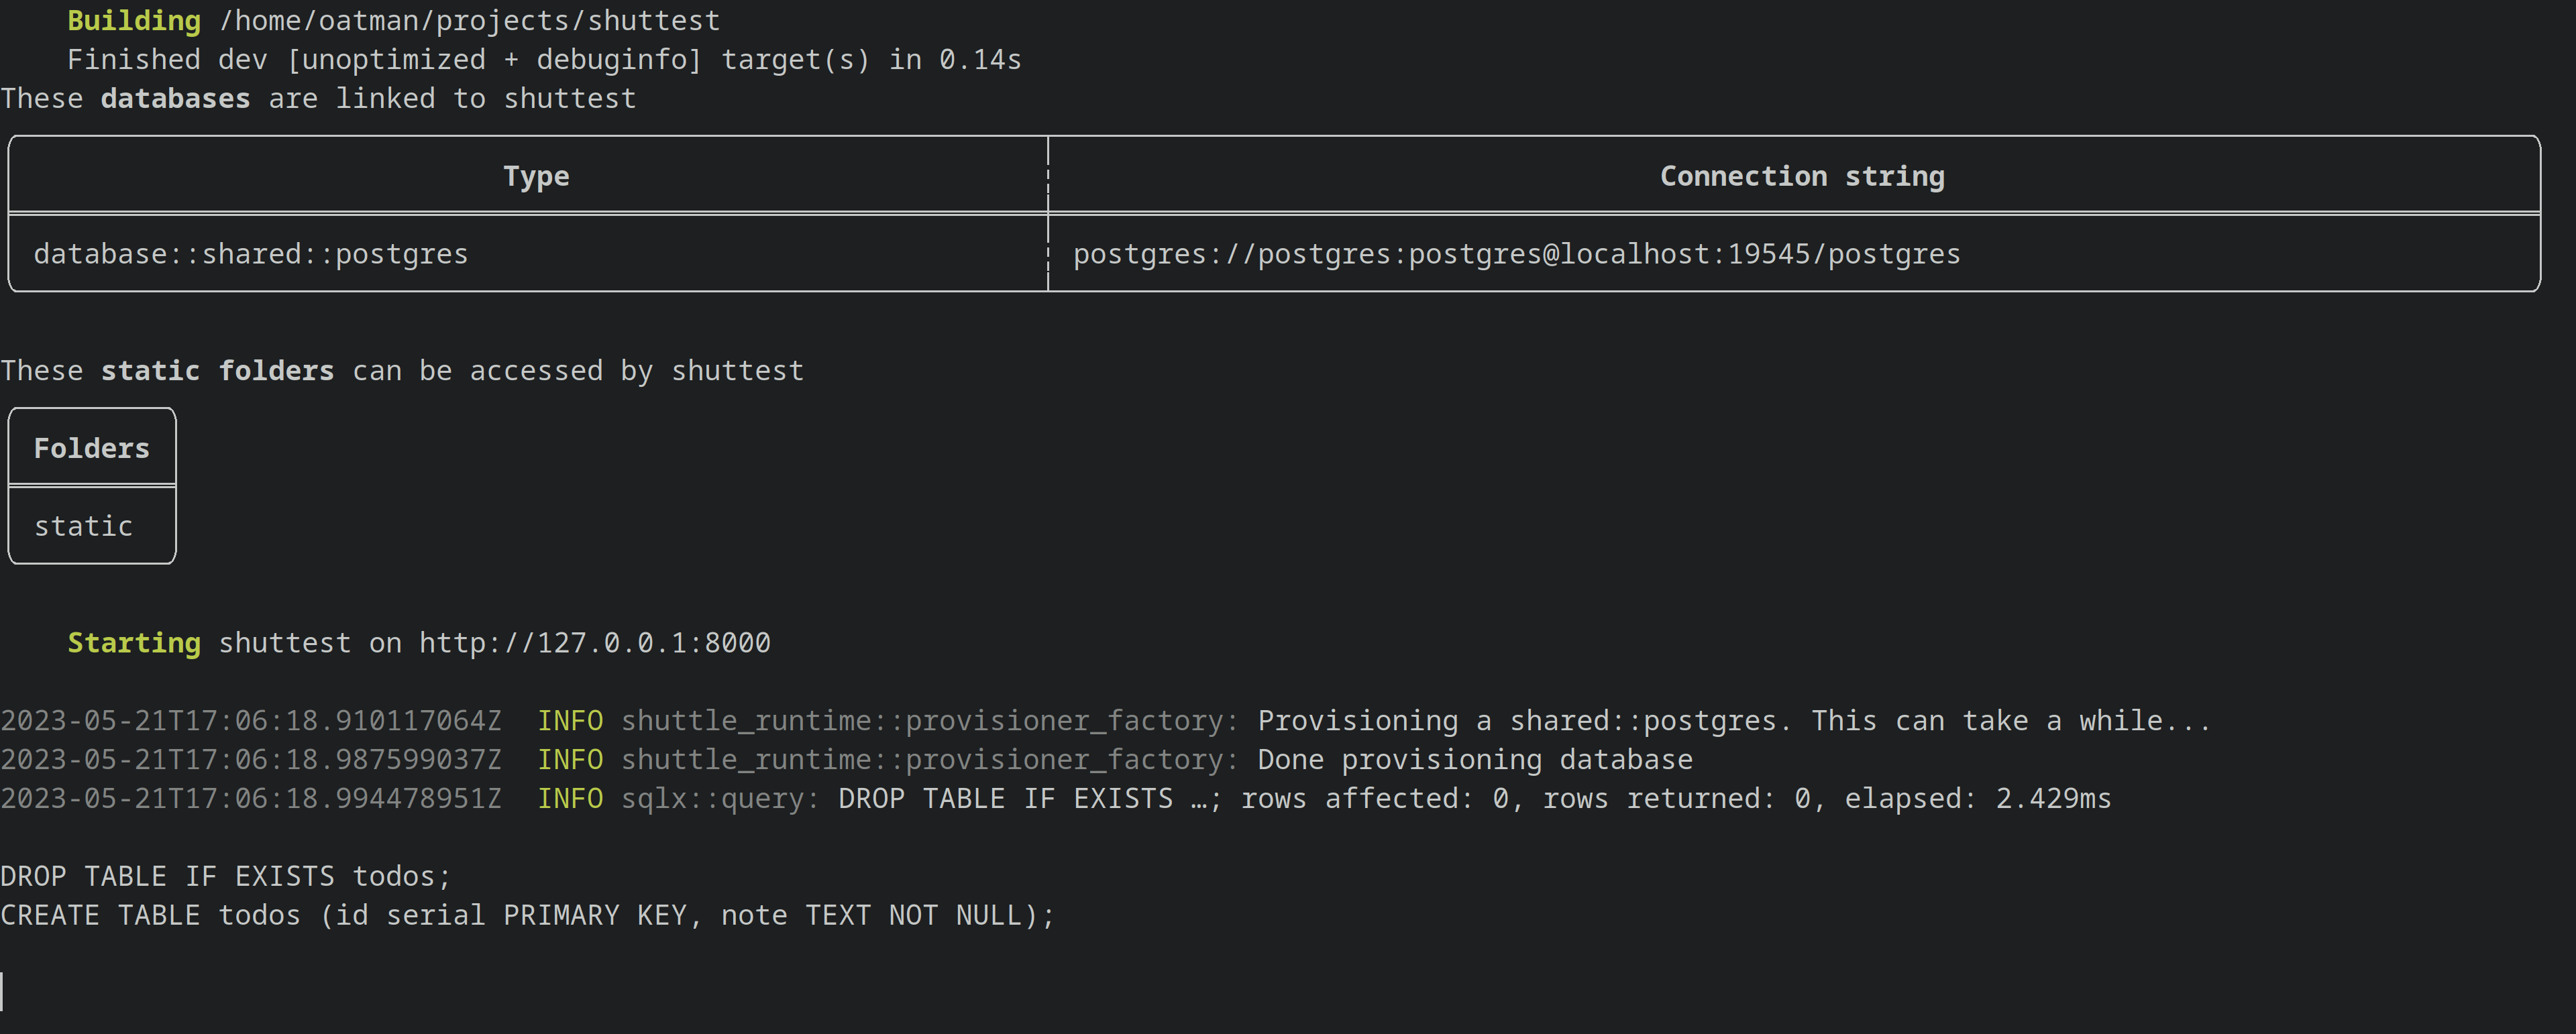 Building /home/oatman/projects/shuttest
Finished dev [unoptimized + debuginfo] target(s) in 0.14s
These databases are linked to shuttest
Type Connection string
database::shared::postgres postgres://postgres:postgres@localhost:19545/postgres
These static folders can be accessed by shuttest
Folders
static
Starting shuttest on http://127.0.0.1:8000
2023-05-21T17:06:18.910117064Z INFO shuttle_runtime::provisioner_factory: Provisioning a shared::postgres. This can take a while...
2023-05-21T17:06:18.987599037Z INFO shuttle_runtime::provisioner_factory: Done provisioning database
2023-05-21T17:06:18.994478951Z INFO sqlx::query: DROP TABLE IF EXISTS …; rows affected: 0, rows returned: 0, elapsed: 2.429ms
DROP TABLE IF EXISTS todos;
CREATE TABLE todos (id serial PRIMARY KEY, note TEXT NOT NULL);